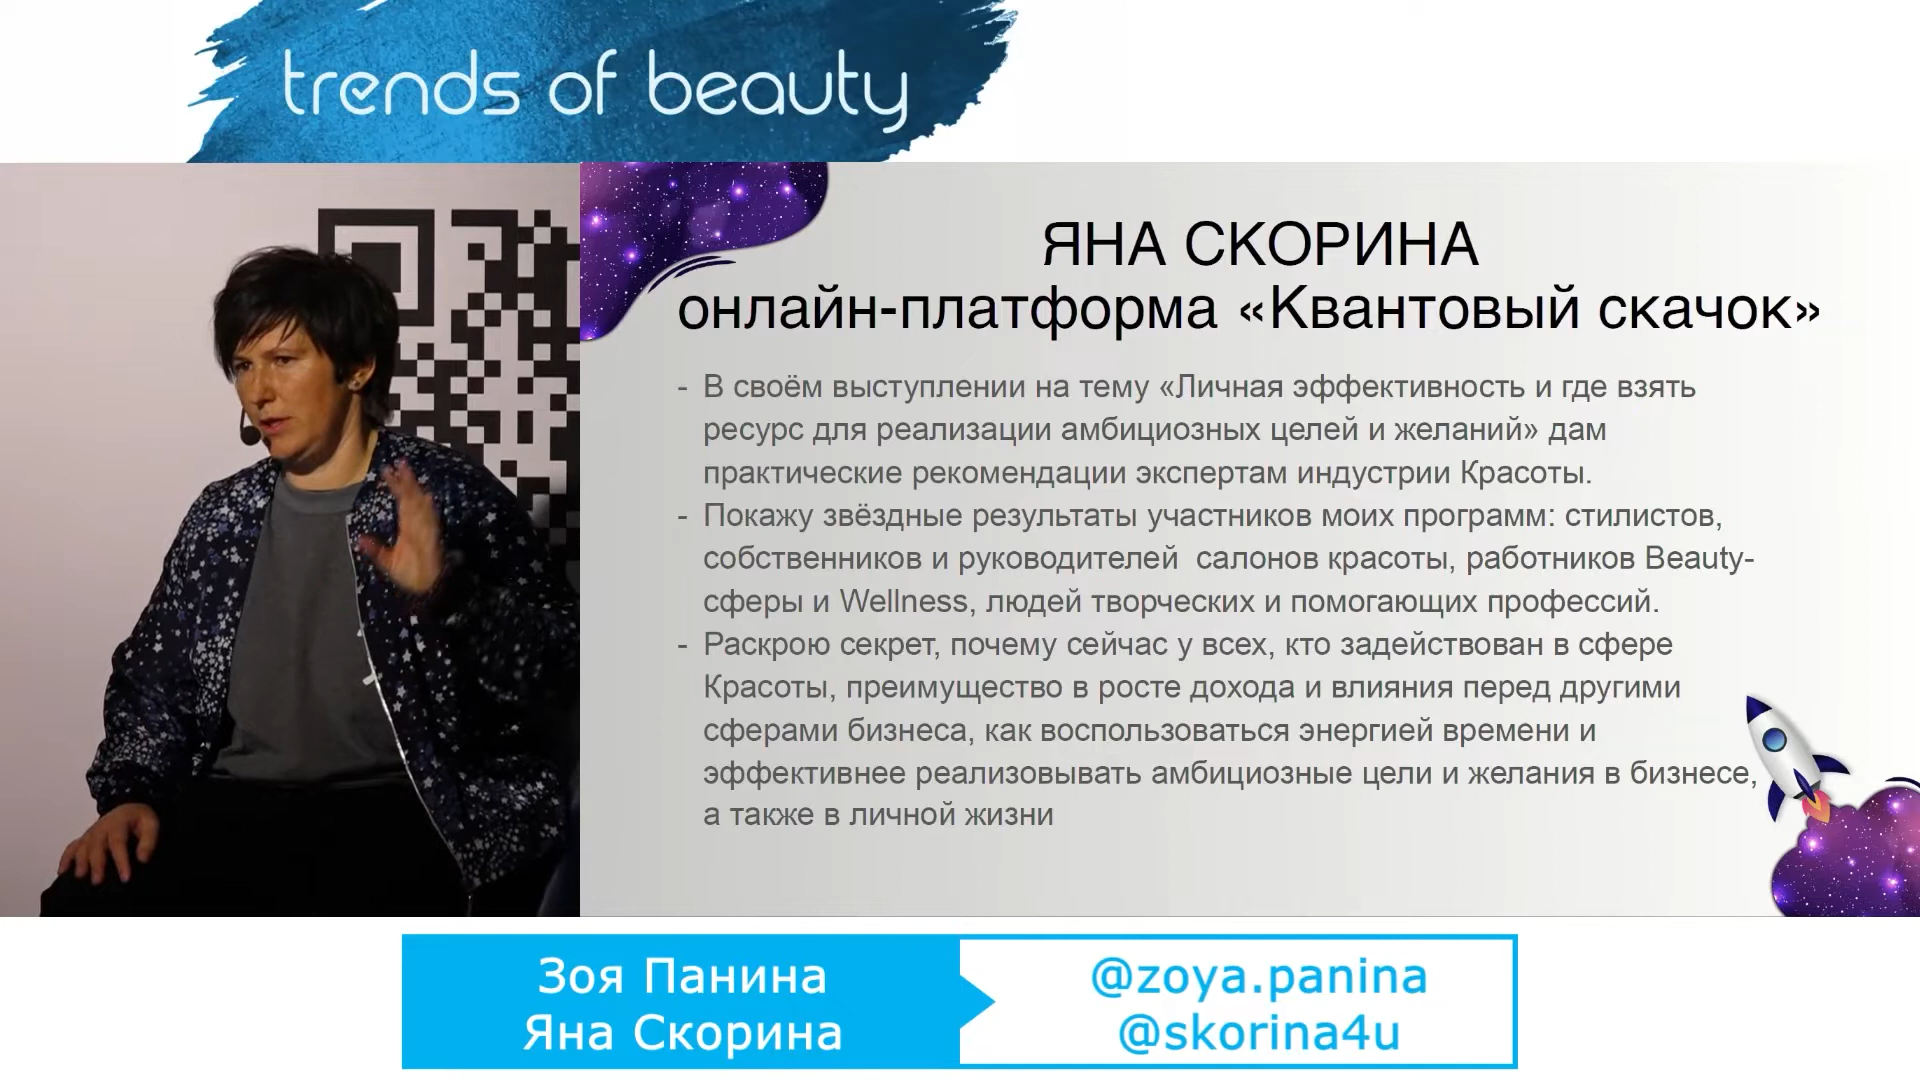 trends of beauty
ЯНА СКОРИНА
онлайн-платформа «Квантовый скачок»
- В своём выступлении на тему «Личная эффективность и где взять
ресурс для реализации амбициозных целей и желаний» дам
практические рекомендации экспертам индустрии Красоты.
- Покажу звёздные результаты участников моих программ: стилистов,
собственников и руководителей  салонов красоты, работников Beauty-
сферы и Wellness, людей творческих и помогающих профессий.
- Раскрою секрет, почему сейчас у всех, кто задействован в сфере
Красоты, преимущество в росте дохода и влияния перед другими
сферами бизнеса, как воспользоваться энергией времени и
эффективнее реализовывать амбициозные цели и желания в бизнесе,
а также в личной жизни
Зоя Панина
Яна Скорина
@zoya.panina
@skorina4u